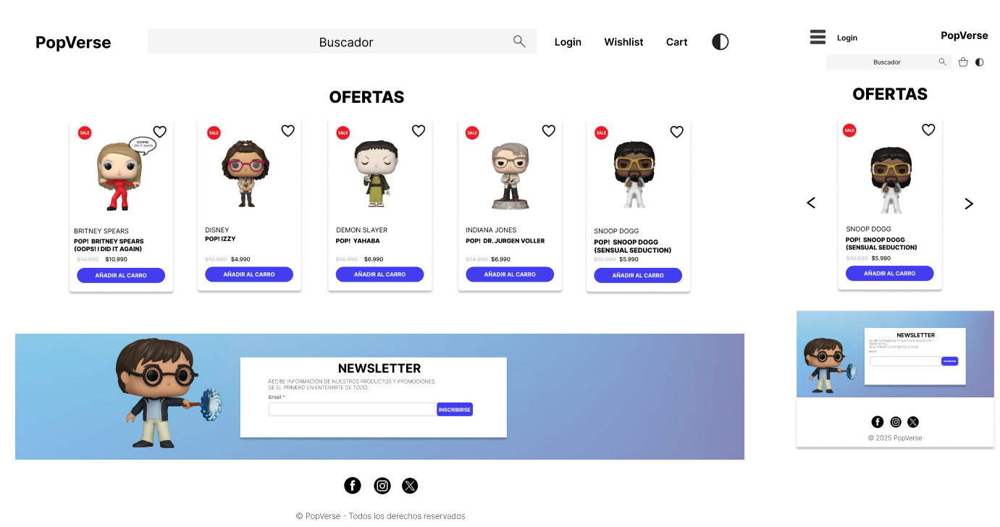 PopVerse
Buscador
Login
Wishlist
Cart
OFERTAS
SALE
OOPS!
I DID IT AGAIN
BRITNEY SPEARS
POP! BRITNEY SPEARS
(OOPS! I DID IT AGAIN)
$14.990 $10.990
AÑADIR AL CARRO
SALE
DISNEY
POP! IZZY
$12.990 $4.990
AÑADIR AL CARRO
SALE
DEMON SLAYER
POP! YAHABA
$14.990 $6.990
AÑADIR AL CARRO
SALE
INDIANA JONES
POP! DR. JURGEN VOLLER
$14.990 $6.990
AÑADIR AL CARRO
SALE
SNOOP DOGG
POP! SNOOP DOGG
(SENSUAL SEDUCTION)
$10.990 $5.990
AÑADIR AL CARRO
NEWSLETTER
RECIBE INFORMACIÓN DE NUESTROS PRODUCTOS Y PROMOCIONES.
SE EL PRIMERO EN ENTERARTE DE TODO.
Email *
INSCRIBIRSE
© PopVerse - Todos los derechos reservados
Login
PopVerse
Buscador
OFERTAS
SALE
<
>
SNOOP DOGG
POP! SNOOP DOGG
(SENSUAL SEDUCTION)
$10.990 $5.990
AÑADIR AL CARRO
NEWSLETTER
PROMOCIONES.
SE EL PRIMERO EN ENTERARTE DE TODO.
Email *
INSCRIBIRSE
© 2025 PopVerse